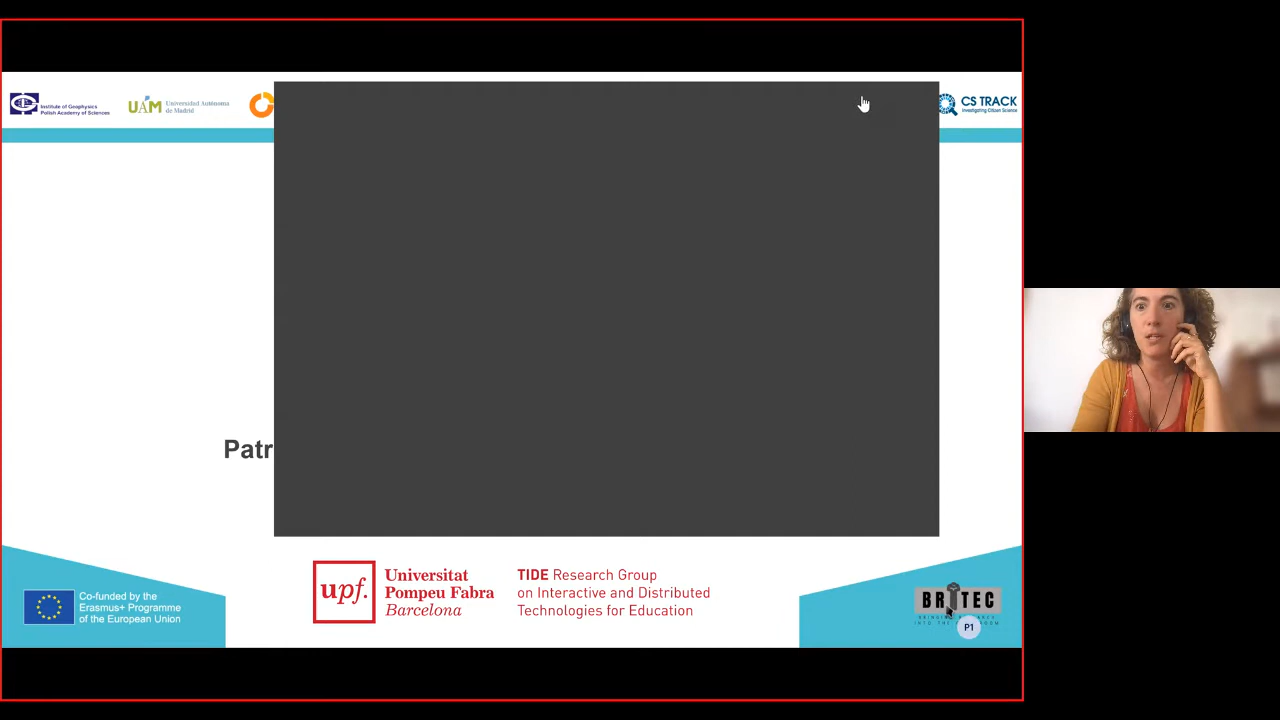 Institute of Geophysics
Polish Academy of Sciences
UAM Universidad Autónoma
de Madrid
CS TRACK
Investigating Citizen Science
Patr
Co-funded by the
Erasmus+ Programme
of the European Union
upf. Universitat
Pompeu Fabra
Barcelona
TIDE Research Group
on Interactive and Distributed
Technologies for Education
BRITEC
P1